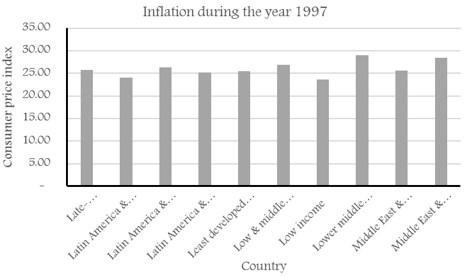 Inflation during the year 1997
Consumer price index
35.00
30.00
25.00
20.00
15.00
10.00
5.00
-
Late-...
Latin America &...
Latin America &...
Latin America &...
Least developed...
Low & middle...
Low income
Lower middle...
Middle East &...
Middle East &...
Country